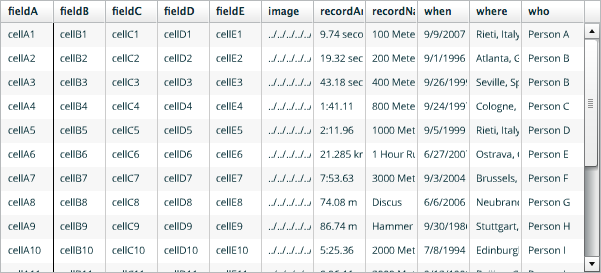 fieldA fieldB fieldC fieldD fieldE image recordAr recordNa when where who
cellA1 cellB1 cellC1 cellD1 cellE1 ../../../../../ 9.74 seco 100 Mete 9/9/2007 Rieti, Italy Person A
cellA2 cellB2 cellC2 cellD2 cellE2 ../../../../../ 19.32 sec 200 Mete 9/1/1996 Atlanta, G Person B
cellA3 cellB3 cellC3 cellD3 cellE3 ../../../../../ 43.18 sec 400 Mete 9/26/199 Seville, Sp Person B
cellA4 cellB4 cellC4 cellD4 cellE4 ../../../../../ 1:41.11 800 Mete 9/24/199 Cologne, Person C
cellA5 cellB5 cellC5 cellD5 cellE5 ../../../../../ 2:11.96 1000 Met 9/5/1999 Rieti, Italy Person D
cellA6 cellB6 cellC6 cellD6 cellE6 ../../../../../ 21.285 kr 1 Hour Ru 6/27/200 Ostrava, Person E
cellA7 cellB7 cellC7 cellD7 cellE7 ../../../../../ 7:53.63 3000 Met 9/3/2004 Brussels, Person F
cellA8 cellB8 cellC8 cellD8 cellE8 ../../../../../ 74.08 m Discus 6/6/2006 Neubran Person G
cellA9 cellB9 cellC9 cellD9 cellE9 ../../../../../ 86.74 m Hammer 9/30/198 Stuttgart, Person H
cellA10 cellB10 cellC10 cellD10 cellE10 ../../../../../ 5:25.36 2000 Met 7/8/1994 Edinburgl Person I